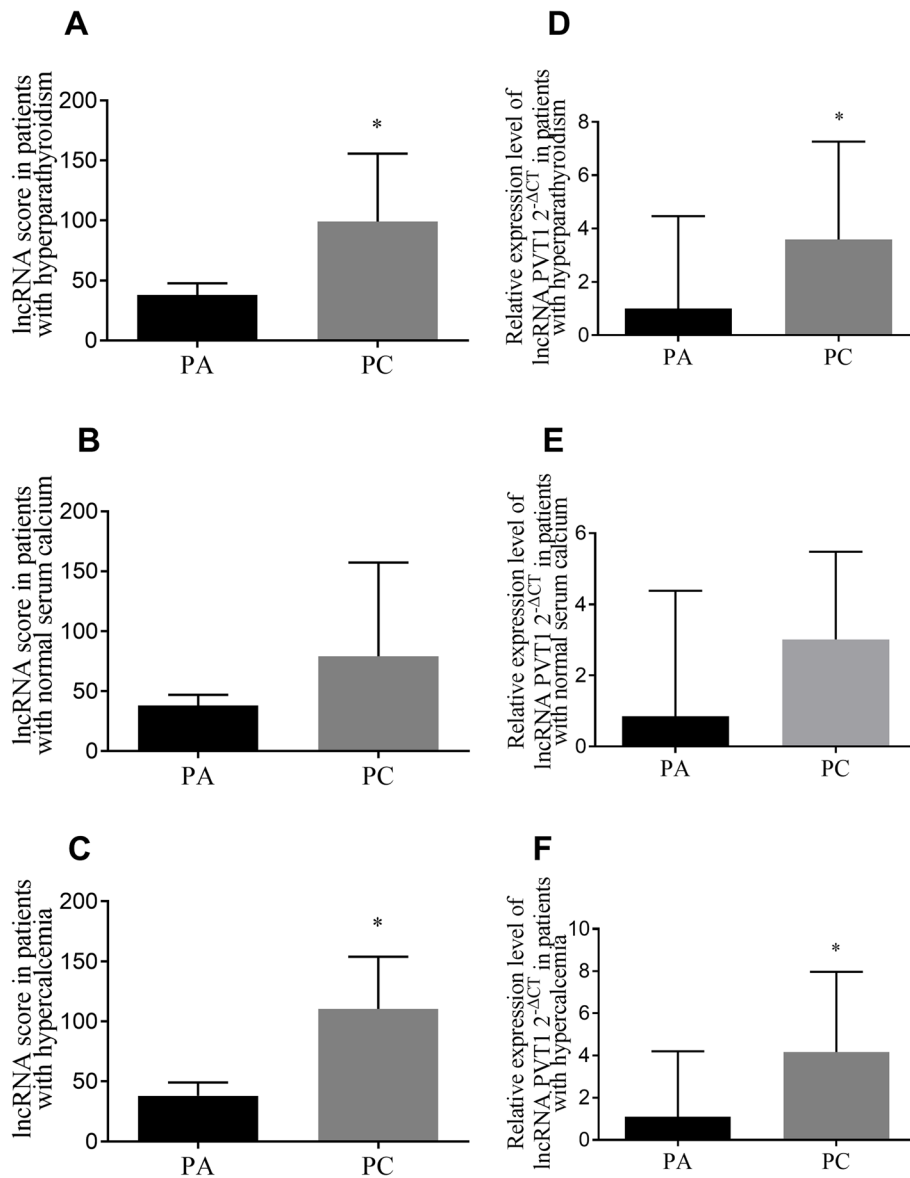 A
lncRNA score in patients
with hyperparathyroidism
200
150
100
50
0
*
PA
PC
D
Relative expression level of
lncRNA PVT1 2-ΔCT in patients
with hyperparathyroidism
8
6
4
2
0
*
PA
PC
B
lncRNA score in patients
with normal serum calcium
200
150
100
50
0
PA
PC
E
Relative expression level of
lncRNA PVT1 2-ΔCT in patients
with normal serum calcium
6
4
2
0
PA
PC
C
lncRNA score in patients
with hypercalcemia
200
150
100
50
0
*
PA
PC
F
Relative expression level of
lncRNA PVT1 2-ΔCT in patients
with hypercalcemia
10
8
6
4
2
0
*
PA
PC